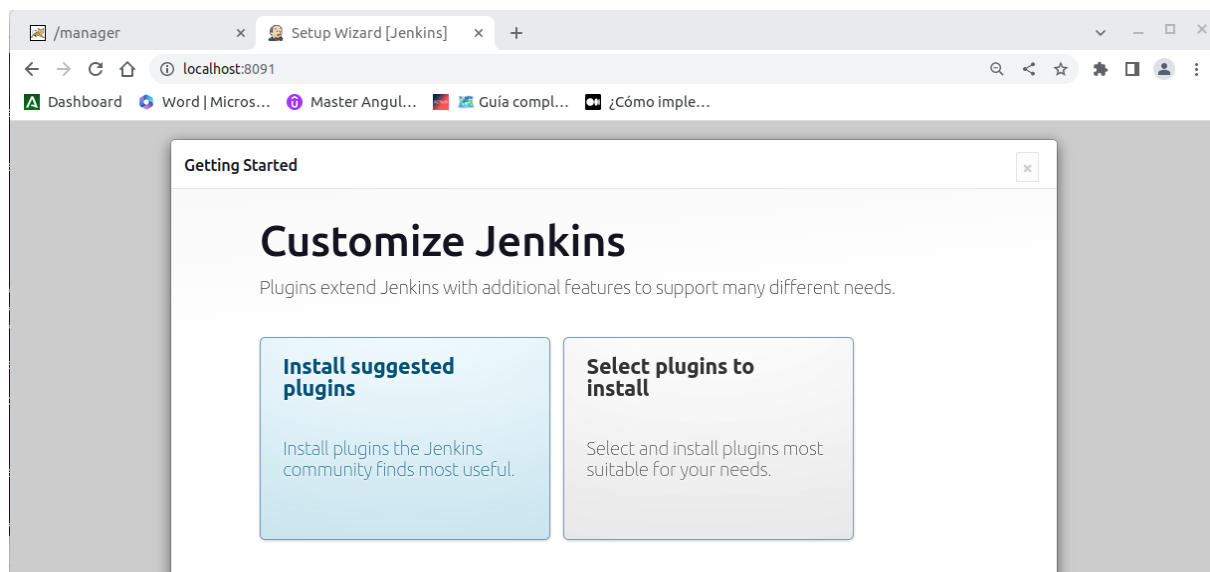 /manager
Setup Wizard [Jenkins]
localhost:8091
Dashboard Word | Micros... Master Angul... Guía compl... ¿Cómo imple...
Getting Started
Customize Jenkins
Plugins extend Jenkins with additional features to support many different needs.
Install suggested
plugins
Install plugins the Jenkins
community finds most useful.
Select plugins to
install
Select and install plugins most
suitable for your needs.